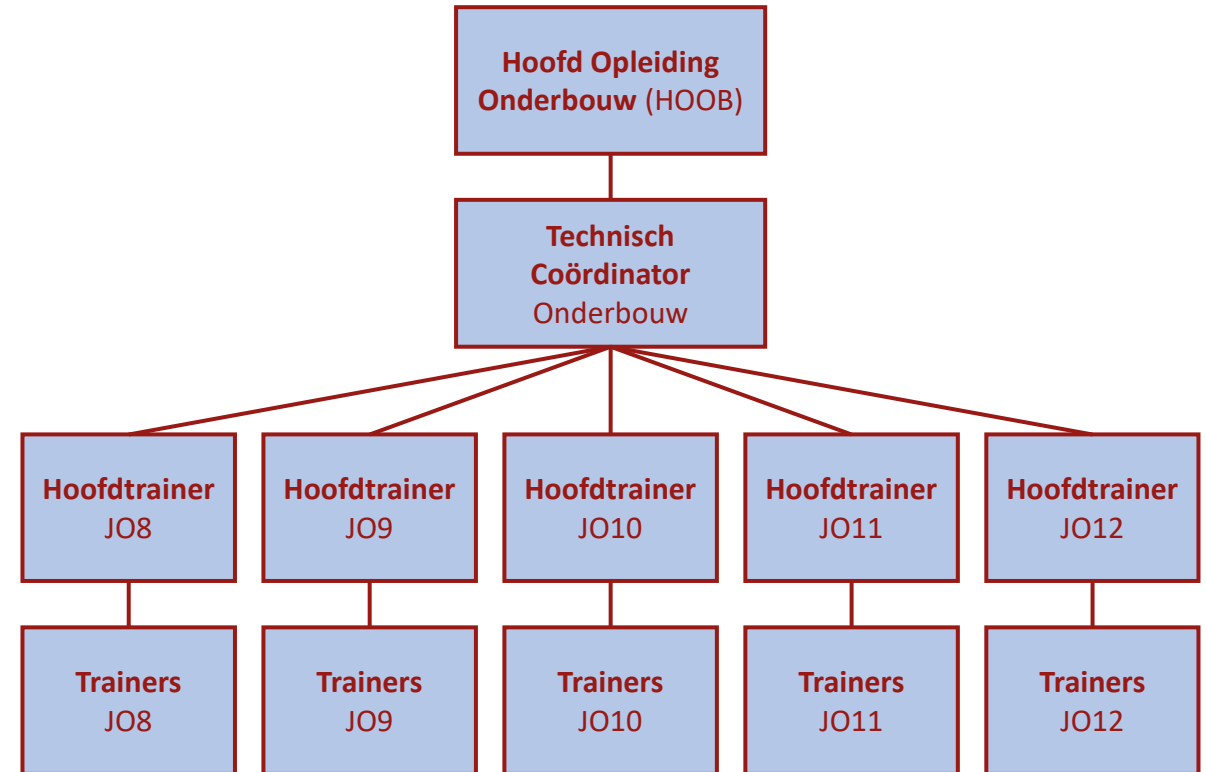 Hoofd Opleiding
Onderbouw (HOOB)
Technisch
Coördinator
Onderbouw
Hoofdtrainer
JO8
Hoofdtrainer
JO9
Hoofdtrainer
JO10
Hoofdtrainer
JO11
Hoofdtrainer
JO12
Trainers
JO8
Trainers
JO9
Trainers
JO10
Trainers
JO11
Trainers
JO12